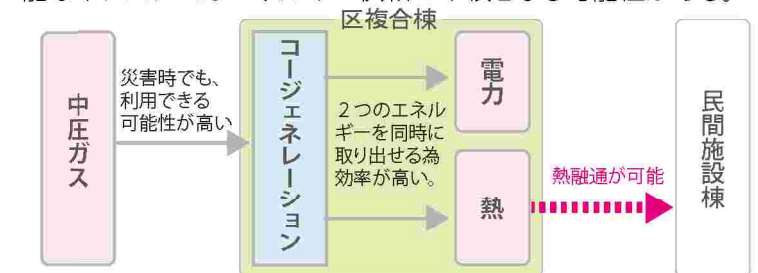 区複合棟
中圧ガス
災害時でも、
利用できる
可能性が高い
コージェネレーション
2つのエネル
ギーを同時に
取り出せる為
効率が高い。
電力
熱
熱融通が可能
民間施設棟